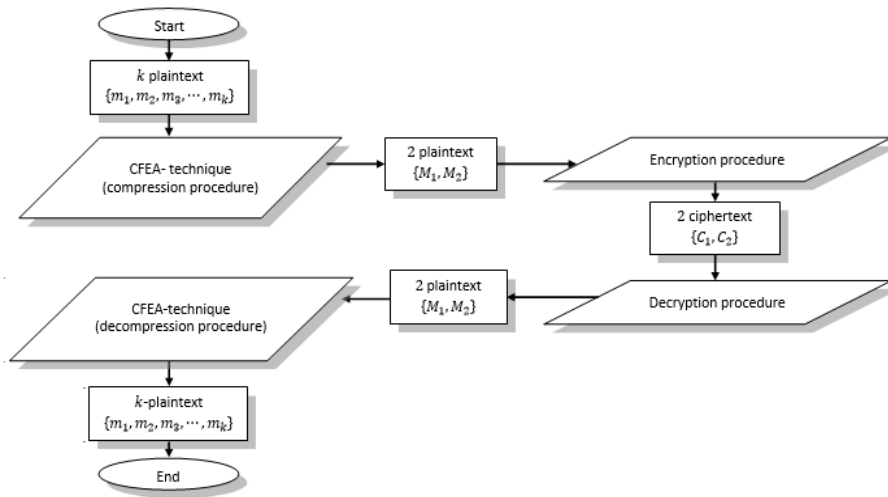 Start
k plaintext
{m₁, m₂, m₃, ⋯, mₖ}
CFEA- technique
(compression procedure)
2 plaintext
{M₁, M₂}
Encryption procedure
2 ciphertext
{C₁, C₂}
Decryption procedure
2 plaintext
{M₁, M₂}
CFEA-technique
(decompression procedure)
k-plaintext
{m₁, m₂, m₃, ⋯, mₖ}
End